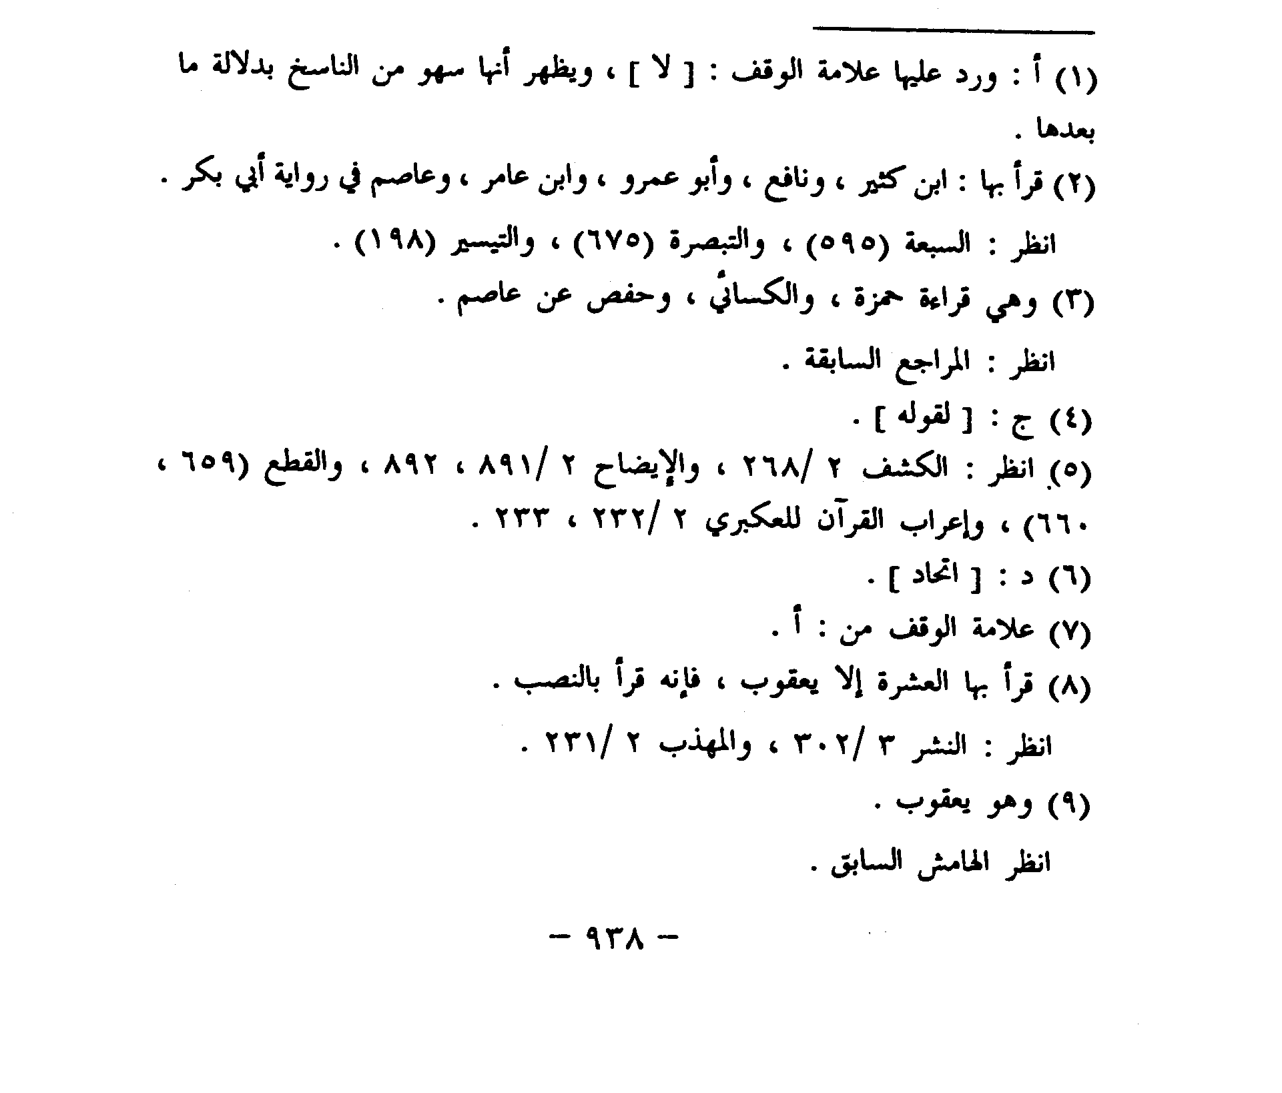 (١) أ : ورد عليها علامة الوقف : [ لا ] ، ويظهر أنها سهو من الناسخ بدلالة ما
بعدها .
(٢) قرأ بها : ابن كثير ، ونافع ، وأبو عمرو ، وابن عامر ، وعاصم في رواية أبي بكر .
انظر : السبعة (٥٩٥) ، والتبصرة (٦٧٥) ، والتيسير (١٩٨) .
(٣) وهي قراءة حمزة ، والكسائي ، وحفص عن عاصم .
انظر : المراجع السابقة .
(٤) ج : [ لقوله ] .
(٥) انظر : الكشف ٢ /٢٦٨ ، والإيضاح ٢ /٨٩١ ، ٨٩٢ ، والقطع (٦٥٩ ،
٦٦٠) ، وإعراب القرآن للعكبري ٢ /٢٣٢ ، ٢٣٣ .
(٦) د : [ اتحاد ] .
(٧) علامة الوقف من : أ .
(٨) قرأ بها العشرة إلا يعقوب ، فإنه قرأ بالنصب .
انظر : النشر ٣ /٣٠٢ ، والمهذب ٢ /٢٣١ .
(٩) وهو يعقوب .
انظر الهامش السابق .
– ٩٣٨ –